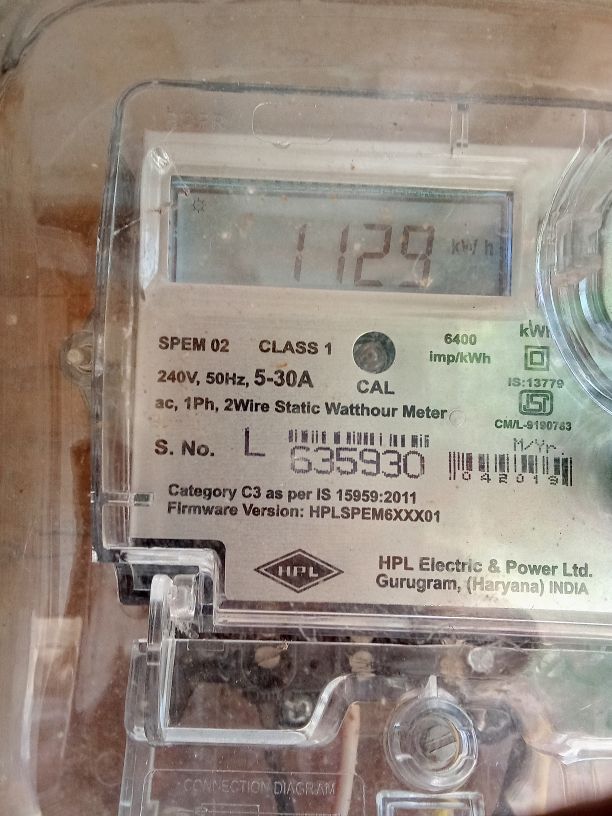 1129 kW h
SPEM 02 CLASS 1
6400
imp/kWh
kWh
CAL
240V, 50Hz, 5-30A
IS:13779
ac, 1Ph, 2Wire Static Watthour Meter
CM/L-9190763
M/Yr.
S. No. L 635930
042019
Category C3 as per IS 15959:2011
Firmware Version: HPLSPEM6XXX01
HPL
HPL Electric & Power Ltd.
Gurugram, (Haryana) INDIA
CONNECTION DIAGRAM